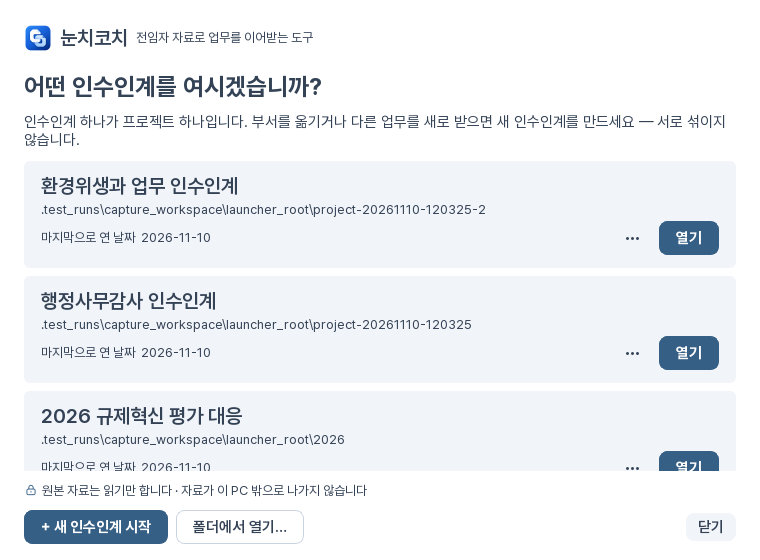 눈치코치 전임자 자료로 업무를 이어받는 도구
어떤 인수인계를 여시겠습니까?
인수인계 하나가 프로젝트 하나입니다. 부서를 옮기거나 다른 업무를 새로 받으면 새 인수인계를 만드세요 — 서로 섞이지
않습니다.
환경위생과 업무 인수인계
.test_runs\capture_workspace\launcher_root\project-20261110-120325-2
마지막으로 연 날짜 2026-11-10
... 열기
행정사무감사 인수인계
.test_runs\capture_workspace\launcher_root\project-20261110-120325
마지막으로 연 날짜 2026-11-10
... 열기
2026 규제혁신 평가 대응
.test_runs\capture_workspace\launcher_root\2026
마지막으로 연 날짜 2026-11-10
... 열기
원본 자료는 읽기만 합니다 · 자료가 이 PC 밖으로 나가지 않습니다
+ 새 인수인계 시작
폴더에서 열기...
닫기